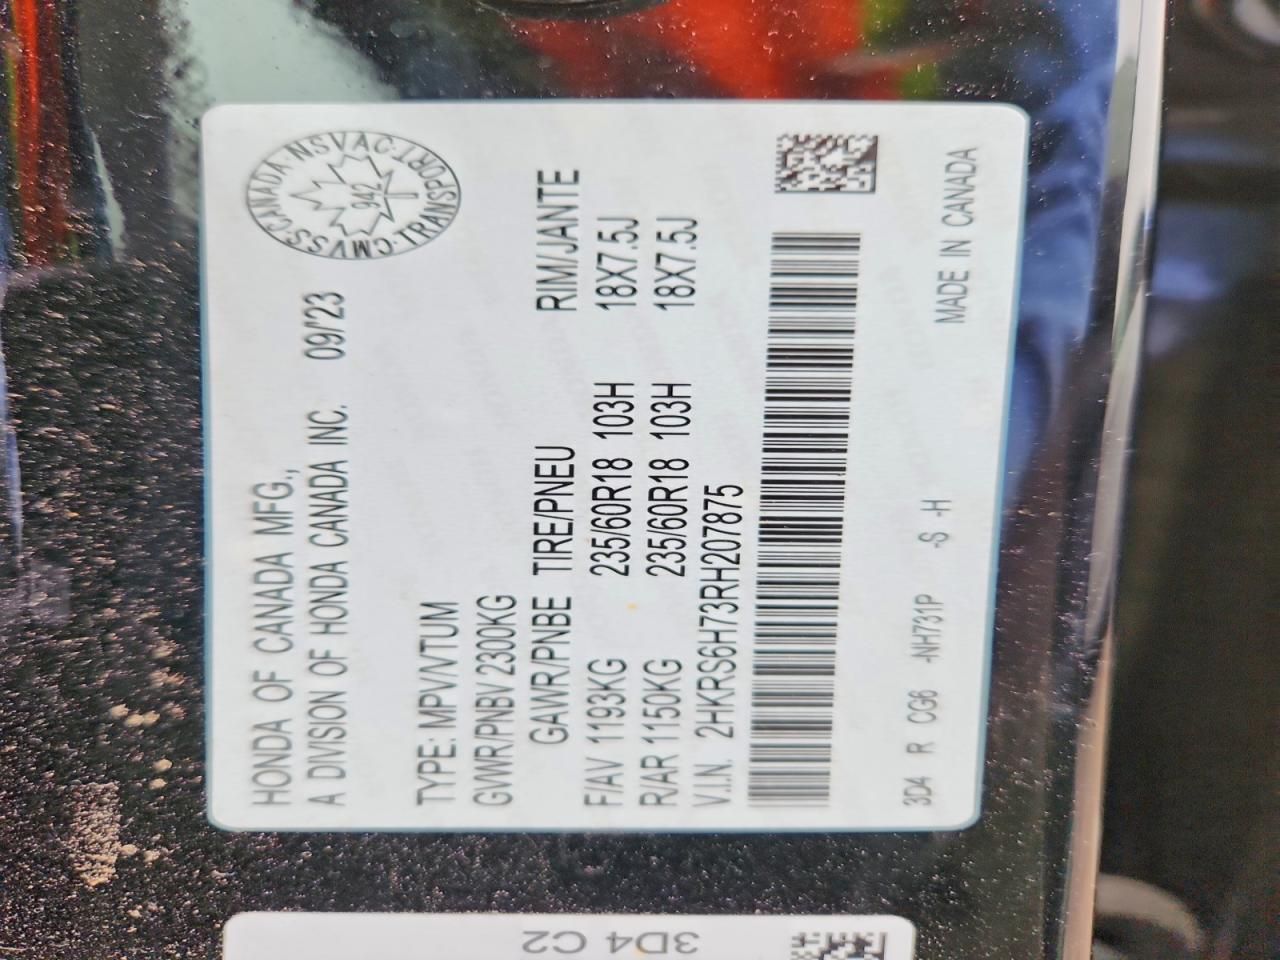 HONDA OF CANADA MFG.,
A DIVISION OF HONDA CANADA INC. 09/'23
CANADA·NSVAC·TRANSPORT·CMVSS
342
TYPE: MPV/VTUM
GVWR/PNBV 2300KG
GAWR/PNBE TIRE/PNEU RIM/JANTE
F/AV 1193KG 235/60R18 103H 18X7.5J
R/AR 1150KG 235/60R18 103H 18X7.5J
V.I.N. 2HKRS6H73RH207875
3D4 R CG6 -NH731P -S -H MADE IN CANADA
3D4 C2